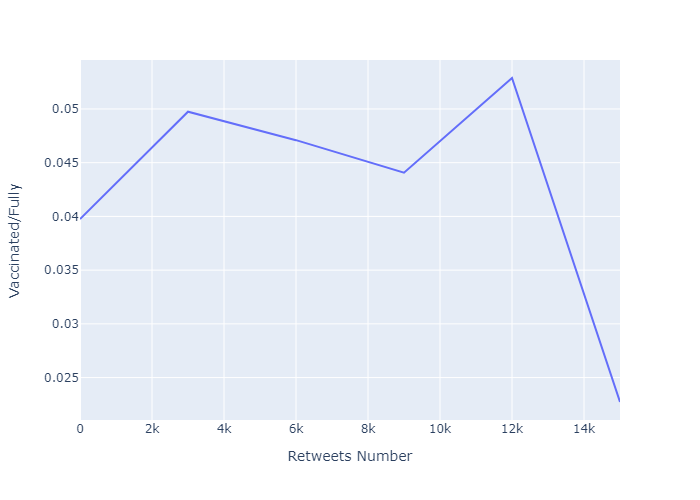 Vaccinated/Fully
0.05
0.045
0.04
0.035
0.03
0.025
0
2k
4k
6k
8k
10k
12k
14k
Retweets Number